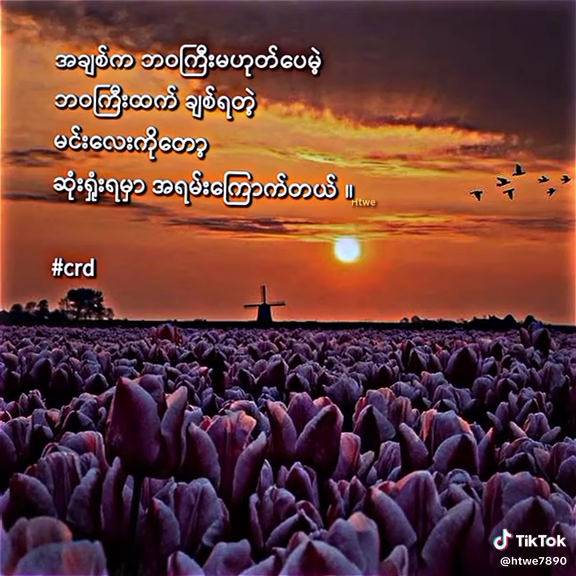 အချစ်က ဘဝကြီးမဟုတ်ပေမဲ့
ဘဝကြီးထက် ချစ်ရတဲ့
မင်းလေးကိုတော့
ဆုံးရှုံးရမှာ အရမ်းကြောက်တယ် ။
Htwe
#crd
TikTok
@htwe7890